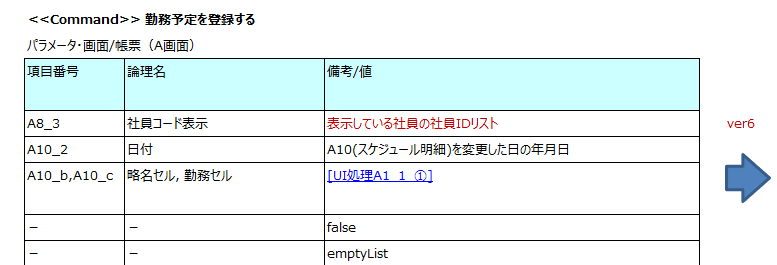 <<Command>> 勤務予定を登録する
パラメータ・画面/帳票（A画面）
項目番号 論理名 備考/値
A8_3 社員コード表示 表示している社員の社員IDリスト ver6
A10_2 日付 A10(スケジュール明細)を変更した日の年月日
A10_b,A10_c 略名セル, 勤務セル [UI処理A1_1_①]
－ － false
－ － emptyList